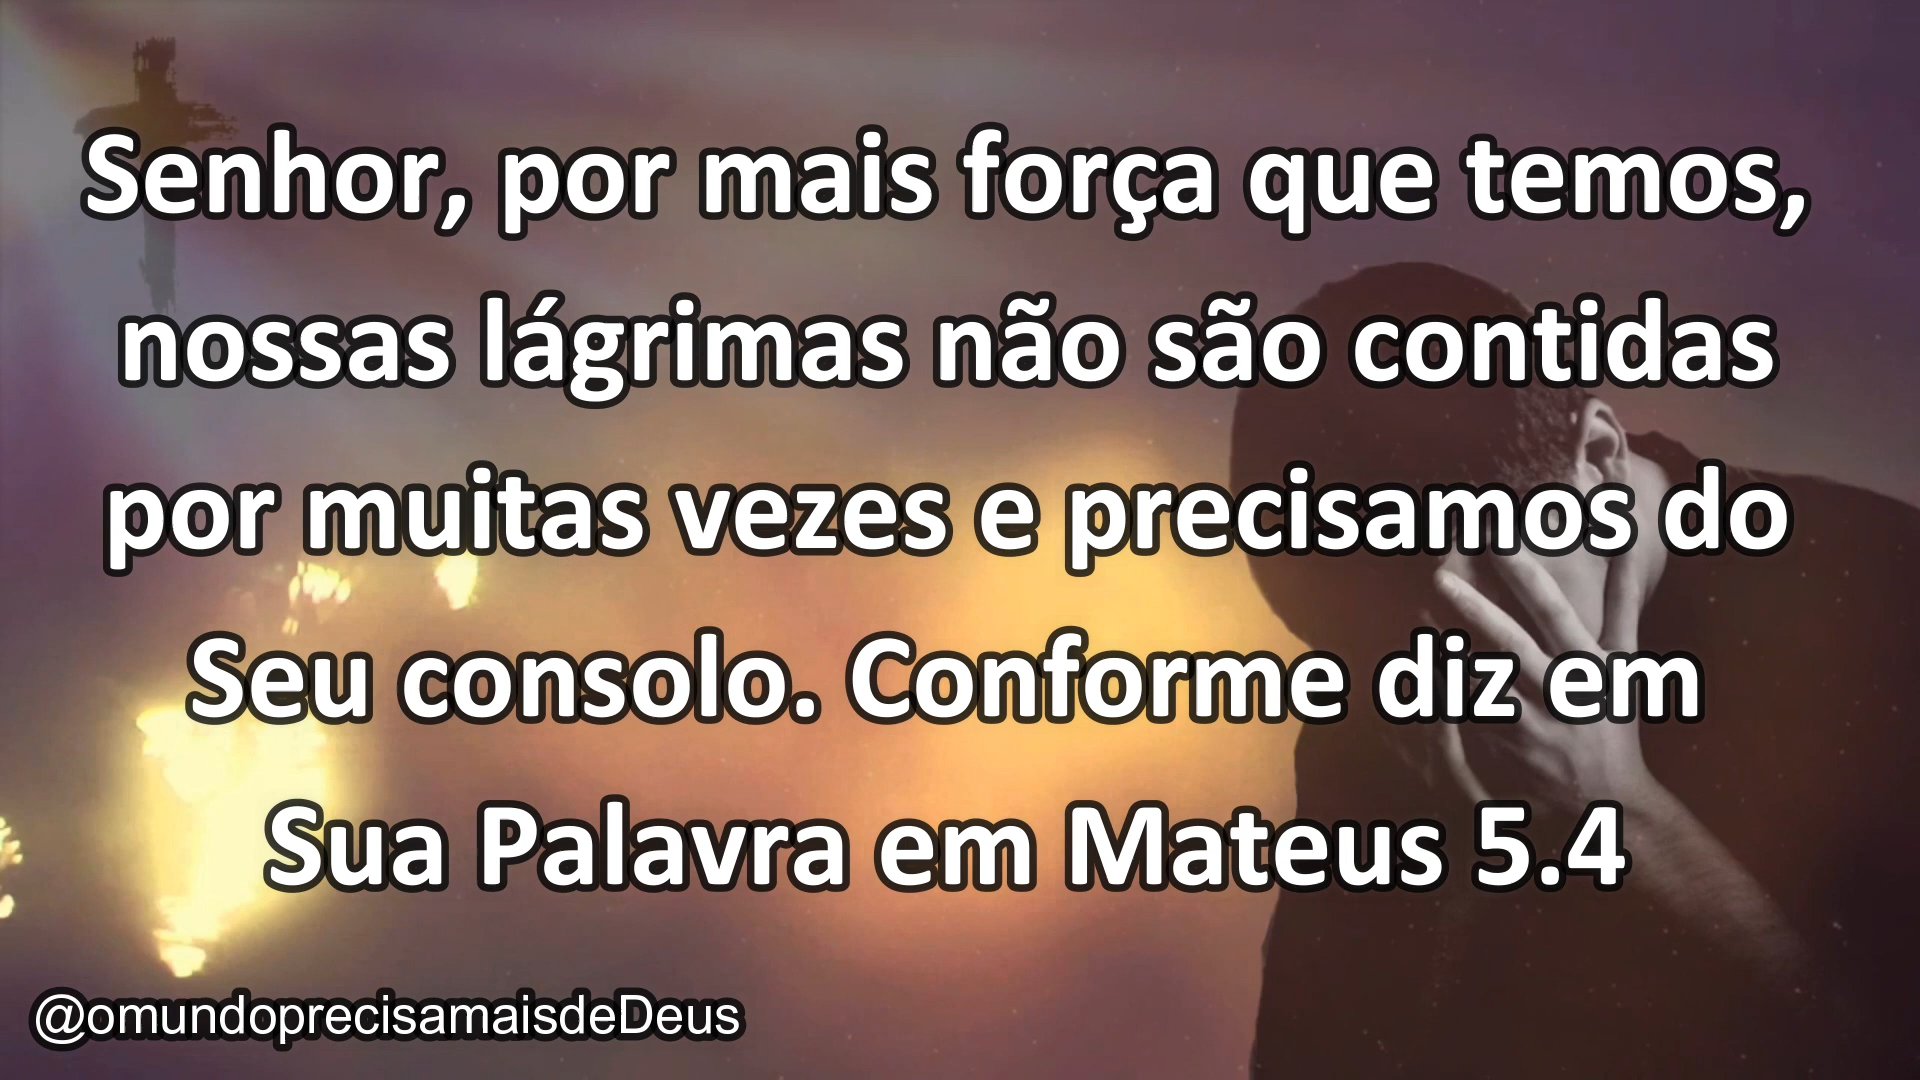 Senhor, por mais força que temos,
nossas lágrimas não são contidas
por muitas vezes e precisamos do
Seu consolo. Conforme diz em
Sua Palavra em Mateus 5.4
@omundoprecisamaisdeDeus